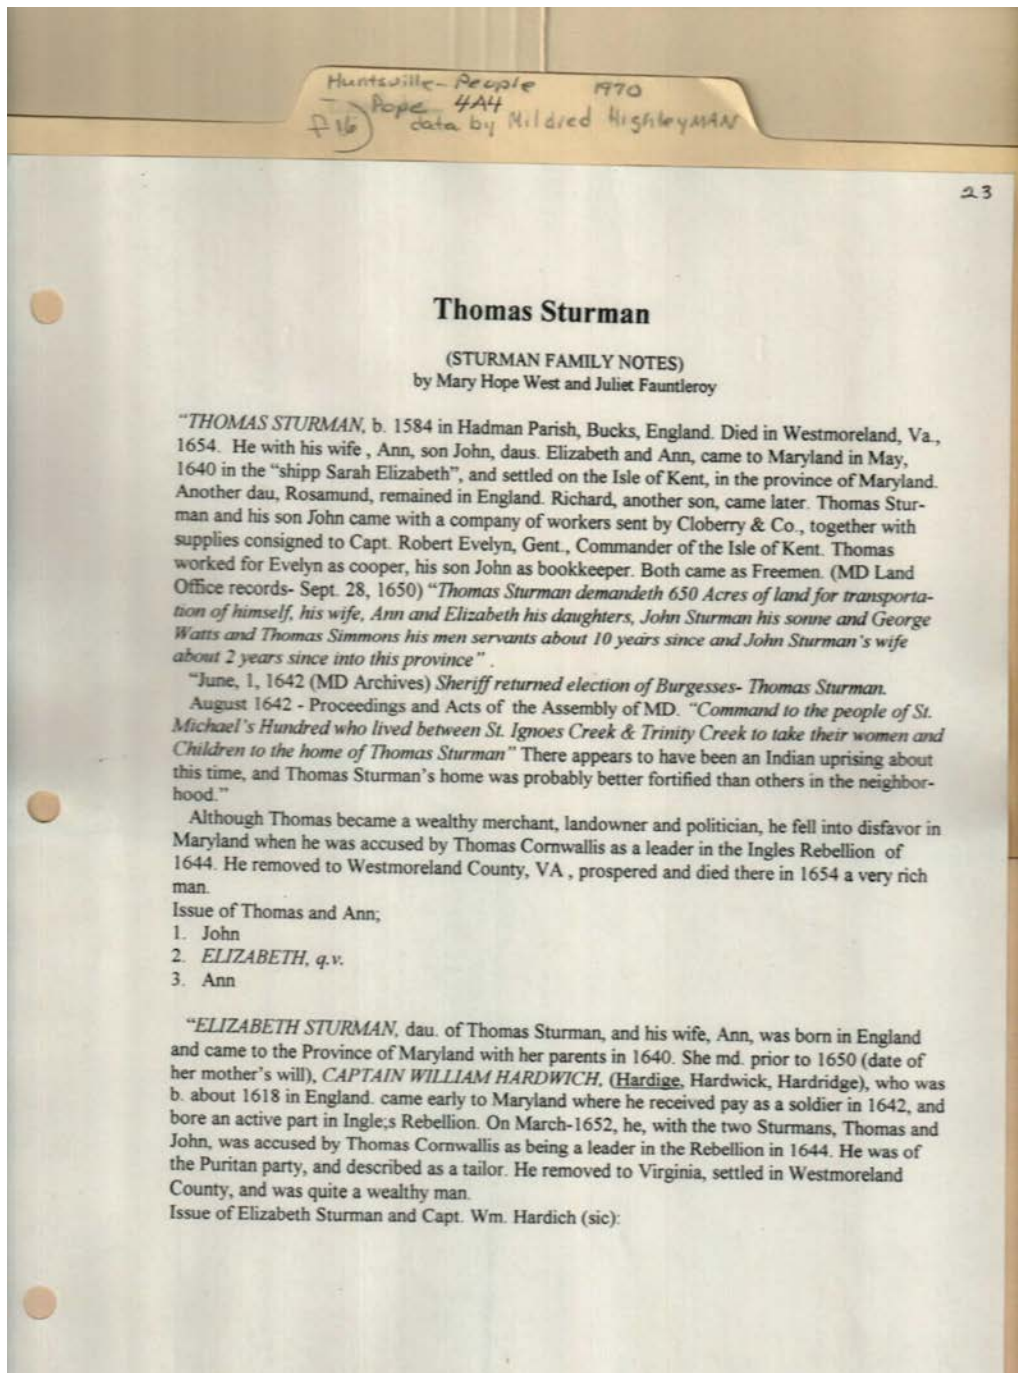 Huntsville - People 1970
Pope 4A4
P 16) data by Mildred HighleyMAN
23
Thomas Sturman
(STURMAN FAMILY NOTES)
by Mary Hope West and Juliet Fauntleroy
"THOMAS STURMAN, b. 1584 in Hadman Parish, Bucks, England. Died in Westmoreland, Va.,
1654. He with his wife , Ann, son John, daus. Elizabeth and Ann, came to Maryland in May,
1640 in the "shipp Sarah Elizabeth", and settled on the Isle of Kent, in the province of Maryland.
Another dau, Rosamund, remained in England. Richard, another son, came later. Thomas Stur-
man and his son John came with a company of workers sent by Cloberry & Co., together with
supplies consigned to Capt. Robert Evelyn, Gent., Commander of the Isle of Kent. Thomas
worked for Evelyn as cooper, his son John as bookkeeper. Both came as Freemen. (MD Land
Office records- Sept. 28, 1650) "Thomas Sturman demandeth 650 Acres of land for transporta-
tion of himself, his wife, Ann and Elizabeth his daughters, John Sturman his sonne and George
Watts and Thomas Simmons his men servants about 10 years since and John Sturman's wife
about 2 years since into this province" .
"June, 1, 1642 (MD Archives) Sheriff returned election of Burgesses- Thomas Sturman.
August 1642 - Proceedings and Acts of the Assembly of MD. "Command to the people of St.
Michael's Hundred who lived between St. Ignoes Creek & Trinity Creek to take their women and
Children to the home of Thomas Sturman" There appears to have been an Indian uprising about
this time, and Thomas Sturman's home was probably better fortified than others in the neighbor-
hood."
Although Thomas became a wealthy merchant, landowner and politician, he fell into disfavor in
Maryland when he was accused by Thomas Cornwallis as a leader in the Ingles Rebellion of
1644. He removed to Westmoreland County, VA , prospered and died there in 1654 a very rich
man.
Issue of Thomas and Ann;
1. John
2. ELIZABETH, q.v.
3. Ann
"ELIZABETH STURMAN, dau. of Thomas Sturman, and his wife, Ann, was born in England
and came to the Province of Maryland with her parents in 1640. She md. prior to 1650 (date of
her mother's will), CAPTAIN WILLIAM HARDWICH, (Hardige, Hardwick, Hardridge), who was
b. about 1618 in England. came early to Maryland where he received pay as a soldier in 1642, and
bore an active part in Ingle;s Rebellion. On March-1652, he, with the two Sturmans, Thomas and
John, was accused by Thomas Cornwallis as being a leader in the Rebellion in 1644. He was of
the Puritan party, and described as a tailor. He removed to Virginia, settled in Westmoreland
County, and was quite a wealthy man.
Issue of Elizabeth Sturman and Capt. Wm. Hardich (sic):